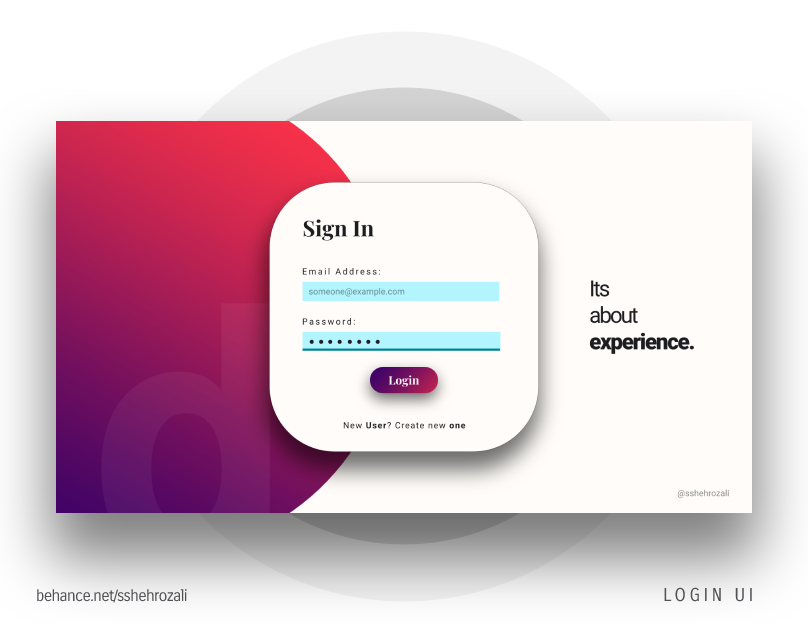 d
Sign In
Email Address:
someone@example.com
Password:
Login
New User? Create new one
Its
about
experience.
@sshehrozali
behance.net/sshehrozali
LOGIN UI